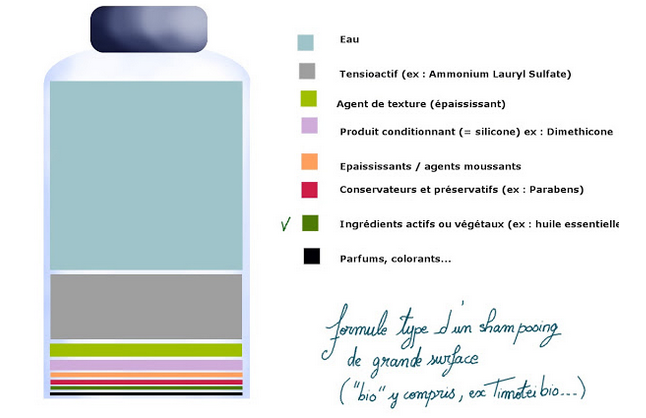 Eau
Tensioactif (ex : Ammonium Lauryl Sulfate)
Agent de texture (épaississant)
Produit conditionnant (= silicone) ex : Dimethicone
Epaississants / agents moussants
Conservateurs et préservatifs (ex : Parabens)
Ingrédients actifs ou végétaux (ex : huile essentielle
Parfums, colorants...
formule type d'un shampoing
de grande surface
("bio" y compris, ex Timotei bio...)